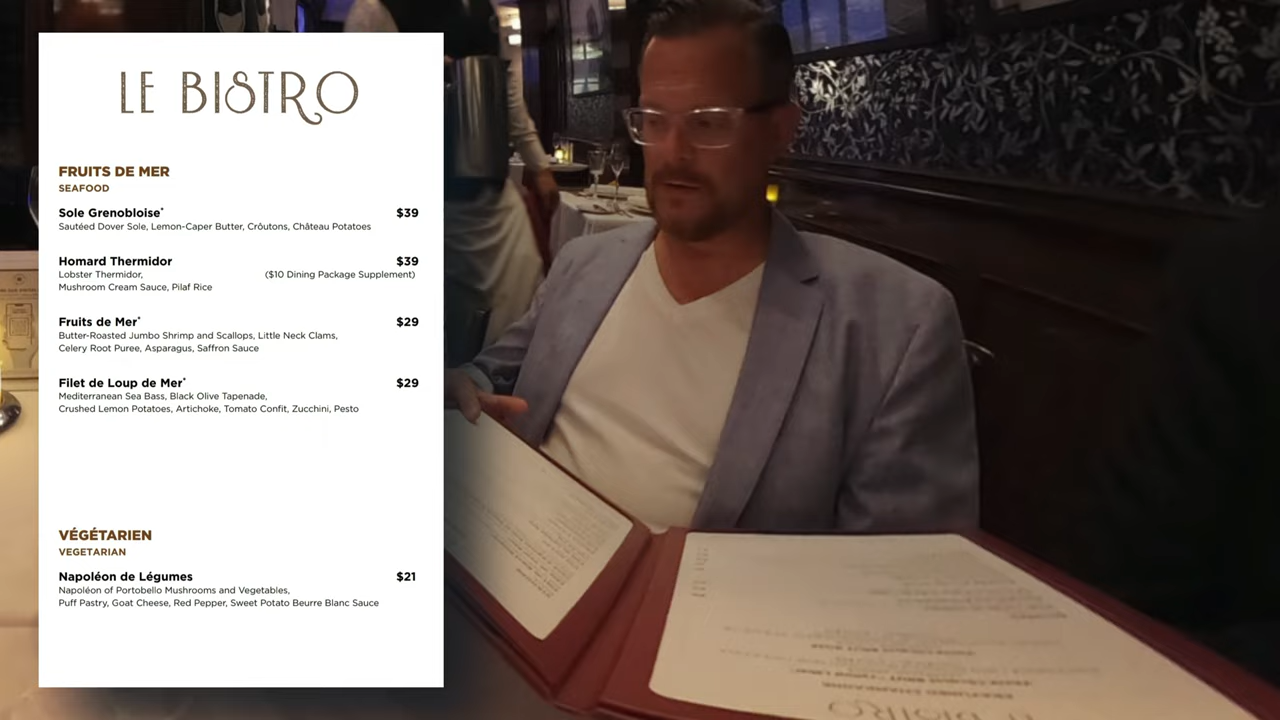 LE BISTRO
FRUITS DE MER
SEAFOOD
Sole Grenobloise* $39
Sautéed Dover Sole, Lemon-Caper Butter, Crôutons, Château Potatoes
Homard Thermidor $39
Lobster Thermidor, ($10 Dining Package Supplement)
Mushroom Cream Sauce, Pilaf Rice
Fruits de Mer* $29
Butter-Roasted Jumbo Shrimp and Scallops, Little Neck Clams,
Celery Root Puree, Asparagus, Saffron Sauce
Filet de Loup de Mer* $29
Mediterranean Sea Bass, Black Olive Tapenade,
Crushed Lemon Potatoes, Artichoke, Tomato Confit, Zucchini, Pesto
VÉGÉTARIEN
VEGETARIAN
Napoléon de Légumes $21
Napoléon of Portobello Mushrooms and Vegetables,
Puff Pastry, Goat Cheese, Red Pepper, Sweet Potato Beurre Blanc Sauce